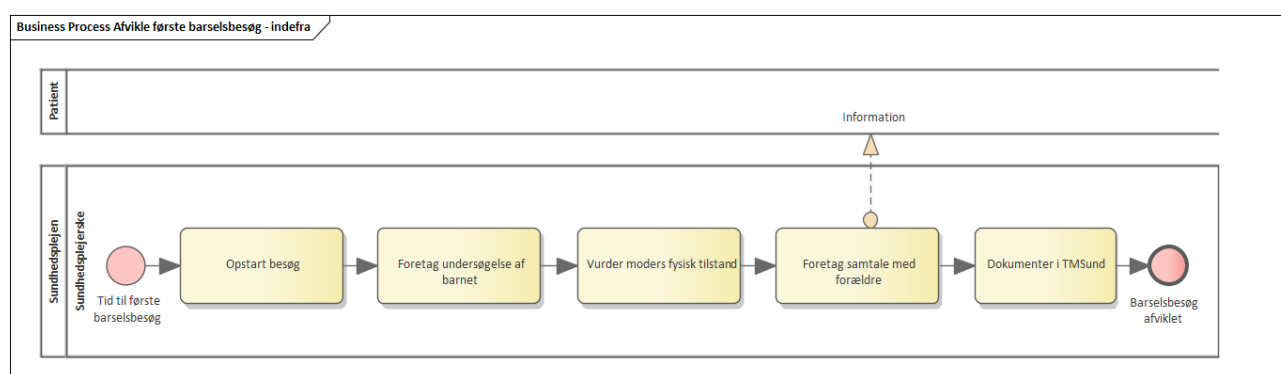 Business Process Afvikle første barselsbesøg - indefra
Patient
Information
Sundhedsplejen
Sundhedsplejerske
Tid til første
barselsbesøg
Opstart besøg
Foretag undersøgelse af
barnet
Vurder moders fysisk tilstand
Foretag samtale med
forældre
Dokumenter i TMSund
Barselsbesøg
afviklet